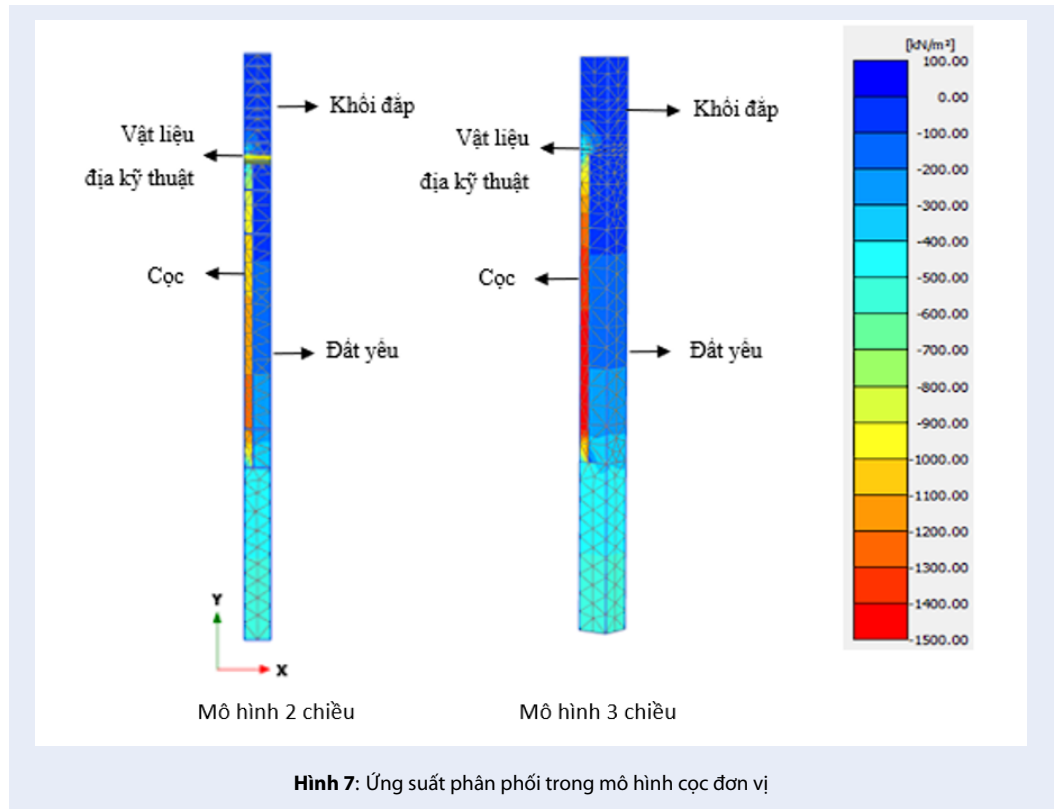 [kN/m²]
100.00
0.00
-100.00
-200.00
-300.00
-400.00
-500.00
-600.00
-700.00
-800.00
-900.00
-1000.00
-1100.00
-1200.00
-1300.00
-1400.00
-1500.00
Khối đắp
Vật liệu
địa kỹ thuật
Cọc
Đất yếu
Y
X
Mô hình 2 chiều
Khối đắp
Vật liệu
địa kỹ thuật
Cọc
Đất yếu
Mô hình 3 chiều
Hình 7: Ứng suất phân phối trong mô hình cọc đơn vị